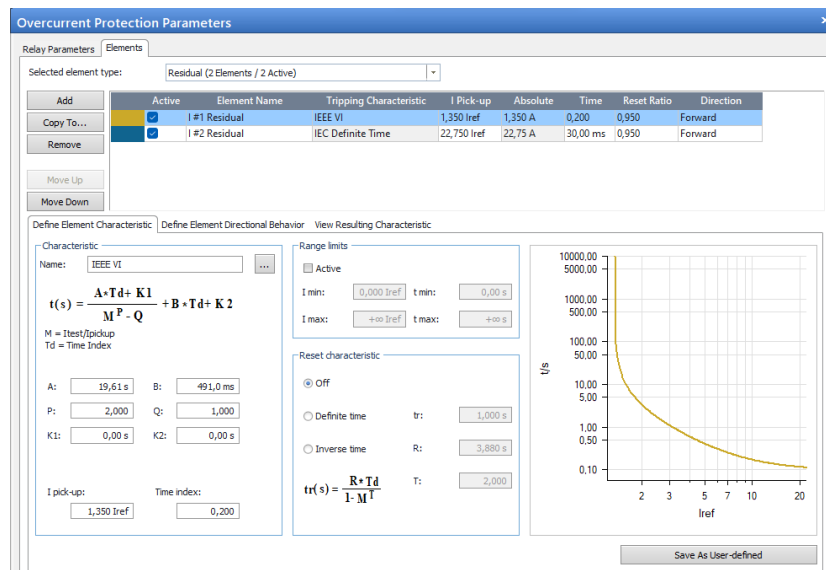 Overcurrent Protection Parameters
Relay Parameters Elements
Selected element type: Residual (2 Elements / 2 Active)
Add
Copy To...
Remove
Move Up
Move Down
Active Element Name Tripping Characteristic I Pick-up Absolute Time Reset Ratio Direction
I #1 Residual IEEE VI 1,350 Iref 1,350 A 0,200 0,950 Forward
I #2 Residual IEC Definite Time 22,750 Iref 22,75 A 30,00 ms 0,950 Forward
Define Element Characteristic Define Element Directional Behavior View Resulting Characteristic
Characteristic
Name: IEEE VI ...
t(s) = A*Td+ K1 / M^P - Q + B *Td+ K 2
M = Itest/Ipickup
Td = Time Index
A: 19,61 s B: 491,0 ms
P: 2,000 Q: 1,000
K1: 0,00 s K2: 0,00 s
I pick-up: Time index:
1,350 Iref 0,200
Range limits
Active
I min: 0,000 Iref t min: 0,00 s
I max: +∞ Iref t max: +∞ s
Reset characteristic
Off
Definite time tr: 1,000 s
Inverse time R: 3,880 s
T: 2,000
tr(s) = R* Td / 1- M^T
10000,00
5000,00
1000,00
500,00
100,00
50,00
10,00
5,00
1,00
0,50
0,10
t/s
2 3 5 7 10 20
Iref
Save As User-defined